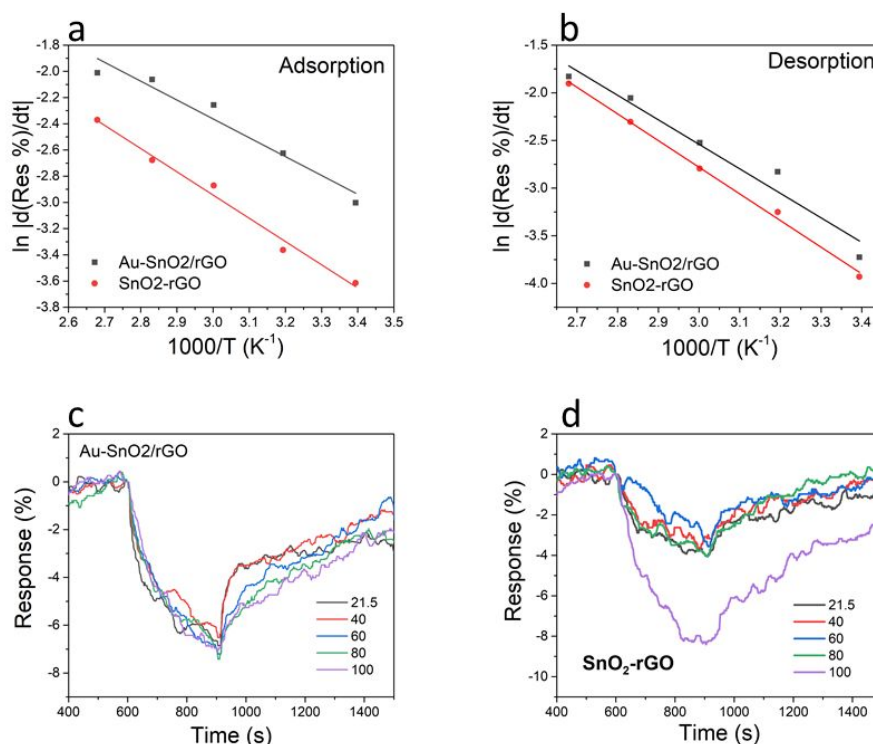 a
Adsorption
ln |d(Res %)/dt|
-1.8
-2.0
-2.2
-2.4
-2.6
-2.8
-3.0
-3.2
-3.4
-3.6
-3.8
Au-SnO2/rGO
SnO2-rGO
2.6 2.7 2.8 2.9 3.0 3.1 3.2 3.3 3.4 3.5
1000/T (K⁻¹)
b
Desorption
ln |d(Res %)/dt|
-1.5
-2.0
-2.5
-3.0
-3.5
-4.0
Au-SnO2/rGO
SnO2-rGO
2.7 2.8 2.9 3.0 3.1 3.2 3.3 3.4
1000/T (K⁻¹)
c
Au-SnO2/rGO
Response (%)
2
0
-2
-4
-6
-8
21.5
40
60
80
100
400 600 800 1000 1200 1400
Time (s)
d
Response (%)
2
0
-2
-4
-6
-8
-10
21.5
40
60
80
100
SnO₂-rGO
400 600 800 1000 1200 1400
Time (s)